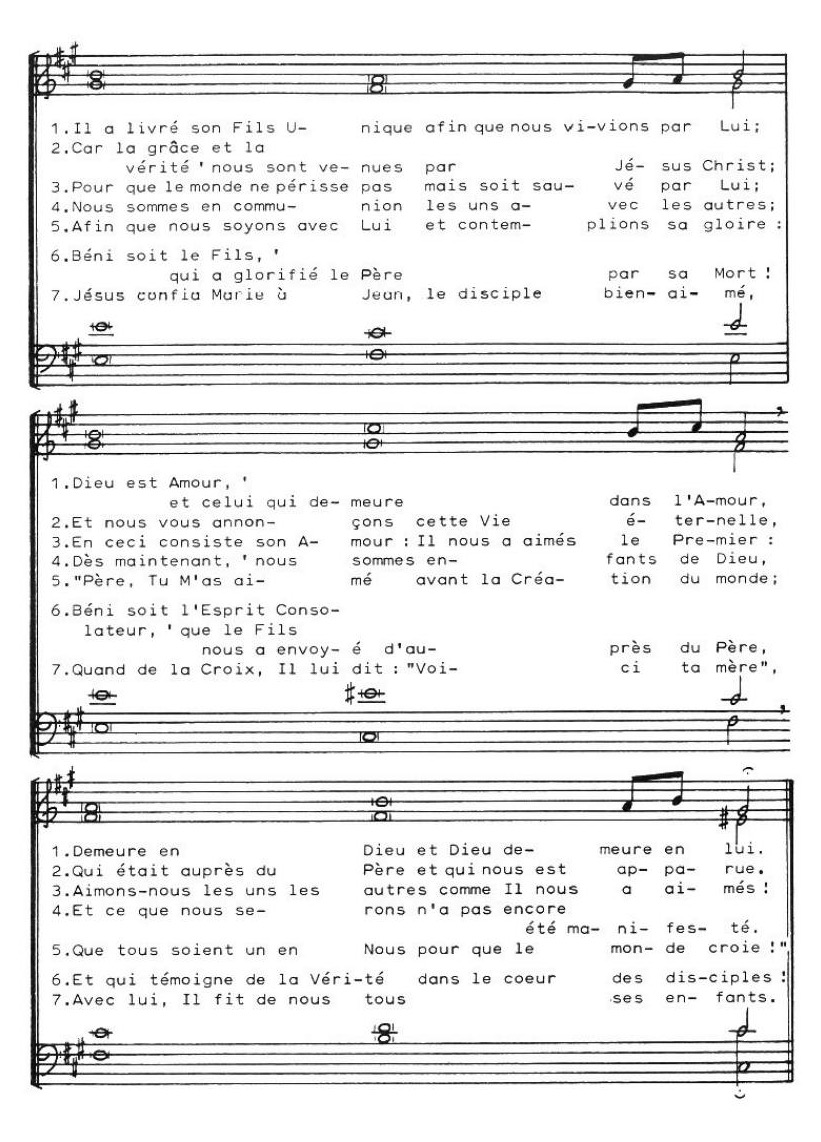 1.Il a livré son Fils U- nique afin que nous vi-vions par Lui;
2.Car la grâce et la
vérité ' nous sont ve- nues par Jé- sus Christ;
3.Pour que le monde ne périsse pas mais soit sau- vé par Lui;
4.Nous sommes en commu- nion les uns a- vec les autres;
5.Afin que nous soyons avec Lui et contem- plions sa gloire :
6.Béni soit le Fils, '
qui a glorifié le Père par sa Mort !
7.Jésus confia Marie à Jean, le disciple bien- ai- mé,
1.Dieu est Amour, '
et celui qui de- meure dans l'A-mour,
2.Et nous vous annon- çons cette Vie é- ter-nelle,
3.En ceci consiste son A- mour : Il nous a aimés le Pre-mier :
4.Dès maintenant, ' nous sommes en- fants de Dieu,
5."Père, Tu M'as ai- mé avant la Créa- tion du monde;
6.Béni soit l'Esprit Conso-
lateur, ' que le Fils
nous a envoy- é d'au- près du Père,
7.Quand de la Croix, Il lui dit : "Voi- ci ta mère",
1.Demeure en Dieu et Dieu de- meure en lui.
2.Qui était auprès du Père et qui nous est ap- pa- rue.
3.Aimons-nous les uns les autres comme Il nous a ai- més !
4.Et ce que nous se- rons n'a pas encore
été ma- ni- fes- té.
5.Que tous soient un en Nous pour que le mon- de croie !"
6.Et qui témoigne de la Véri-té dans le coeur des dis-ciples !
7.Avec lui, Il fit de nous tous ses en- fants.